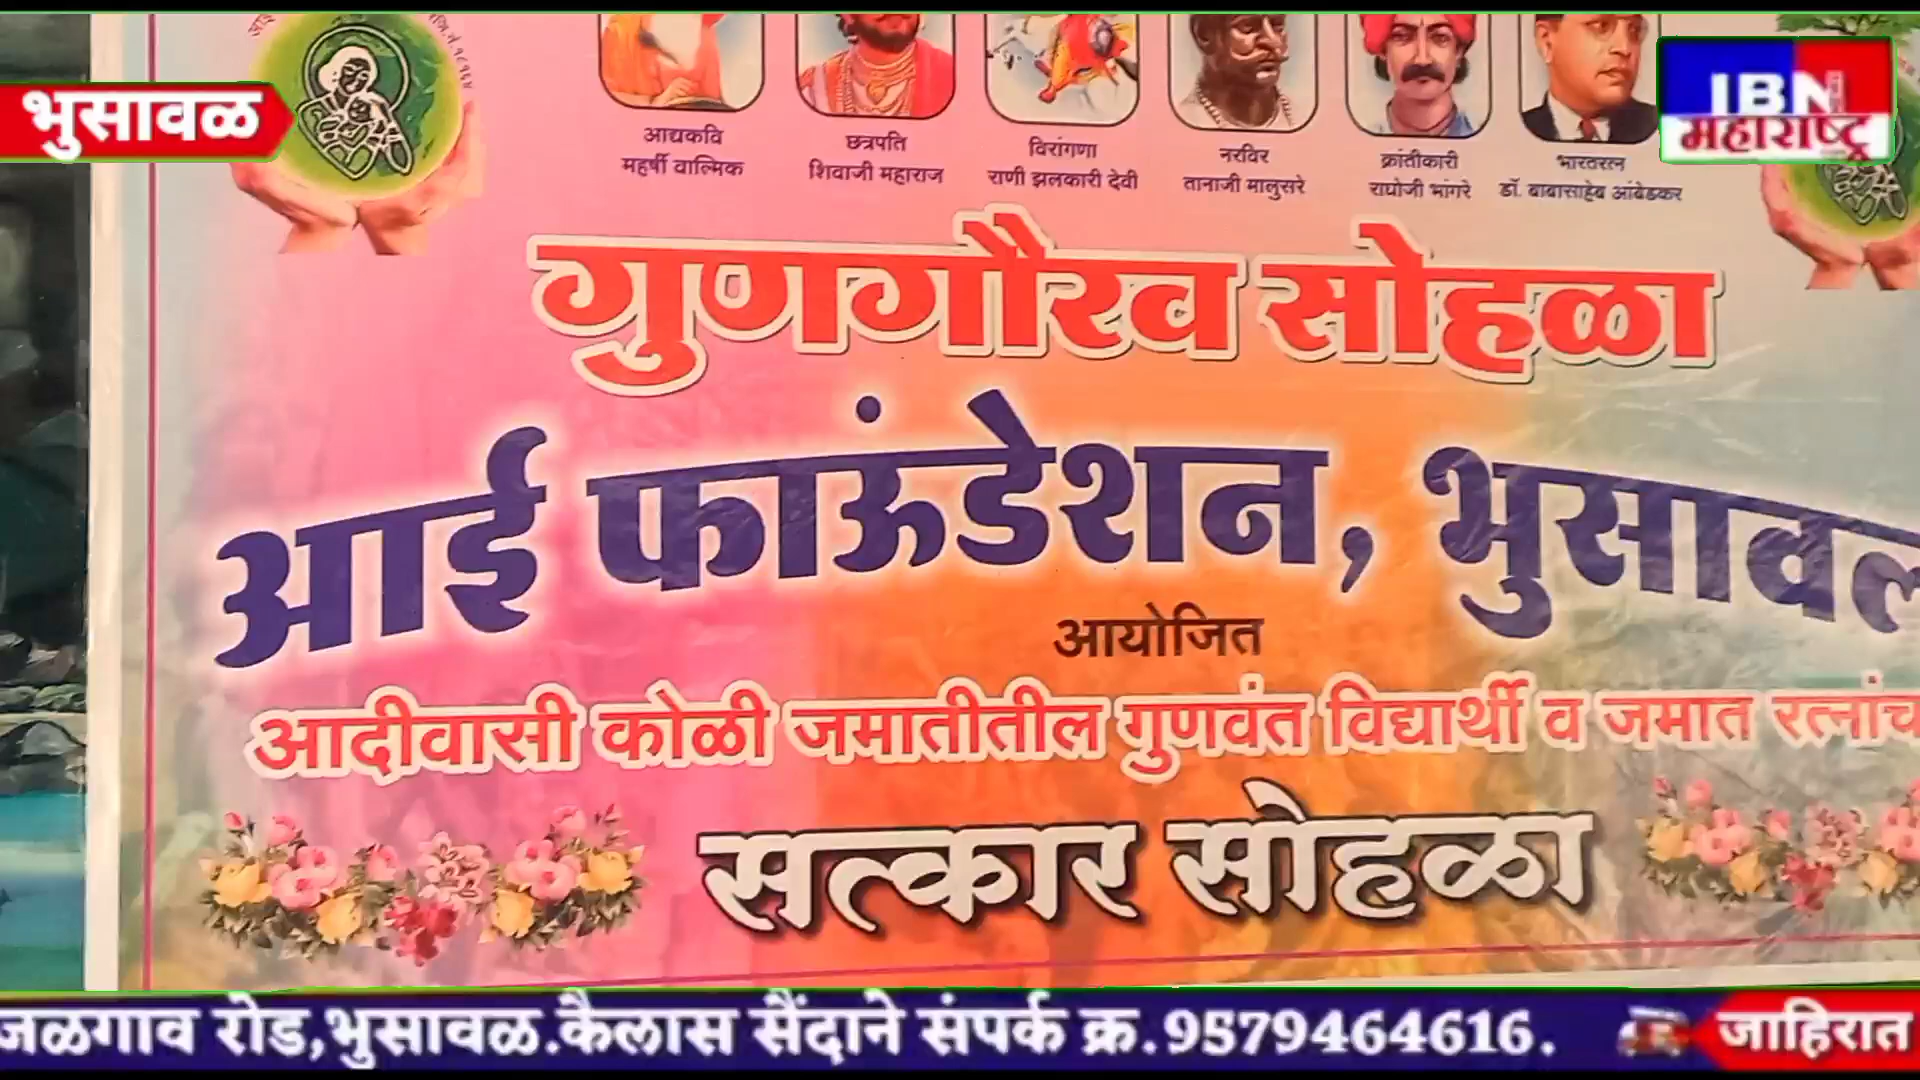 भुसावळ
IBN
महाराष्ट्र
आद्यकवि
महर्षी वाल्मिक
छत्रपति
शिवाजी महाराज
विरांगणा
राणी झलकारी देवी
नरविर
तानाजी मालुसरे
क्रांतीकारी
राघोजी भांगरे
भारतरत्न
डॉ. बाबासाहेब आंबेडकर
गुणगौरव सोहळा
आई फाऊंडेशन, भुसावल
आयोजित
आदीवासी कोळी जमातीतील गुणवंत विद्यार्थी व जमात रत्नांच
सत्कार सोहळा
जळगाव रोड,भुसावळ.कैलास सैंदाने संपर्क क्र.9579464616.
जाहिरात